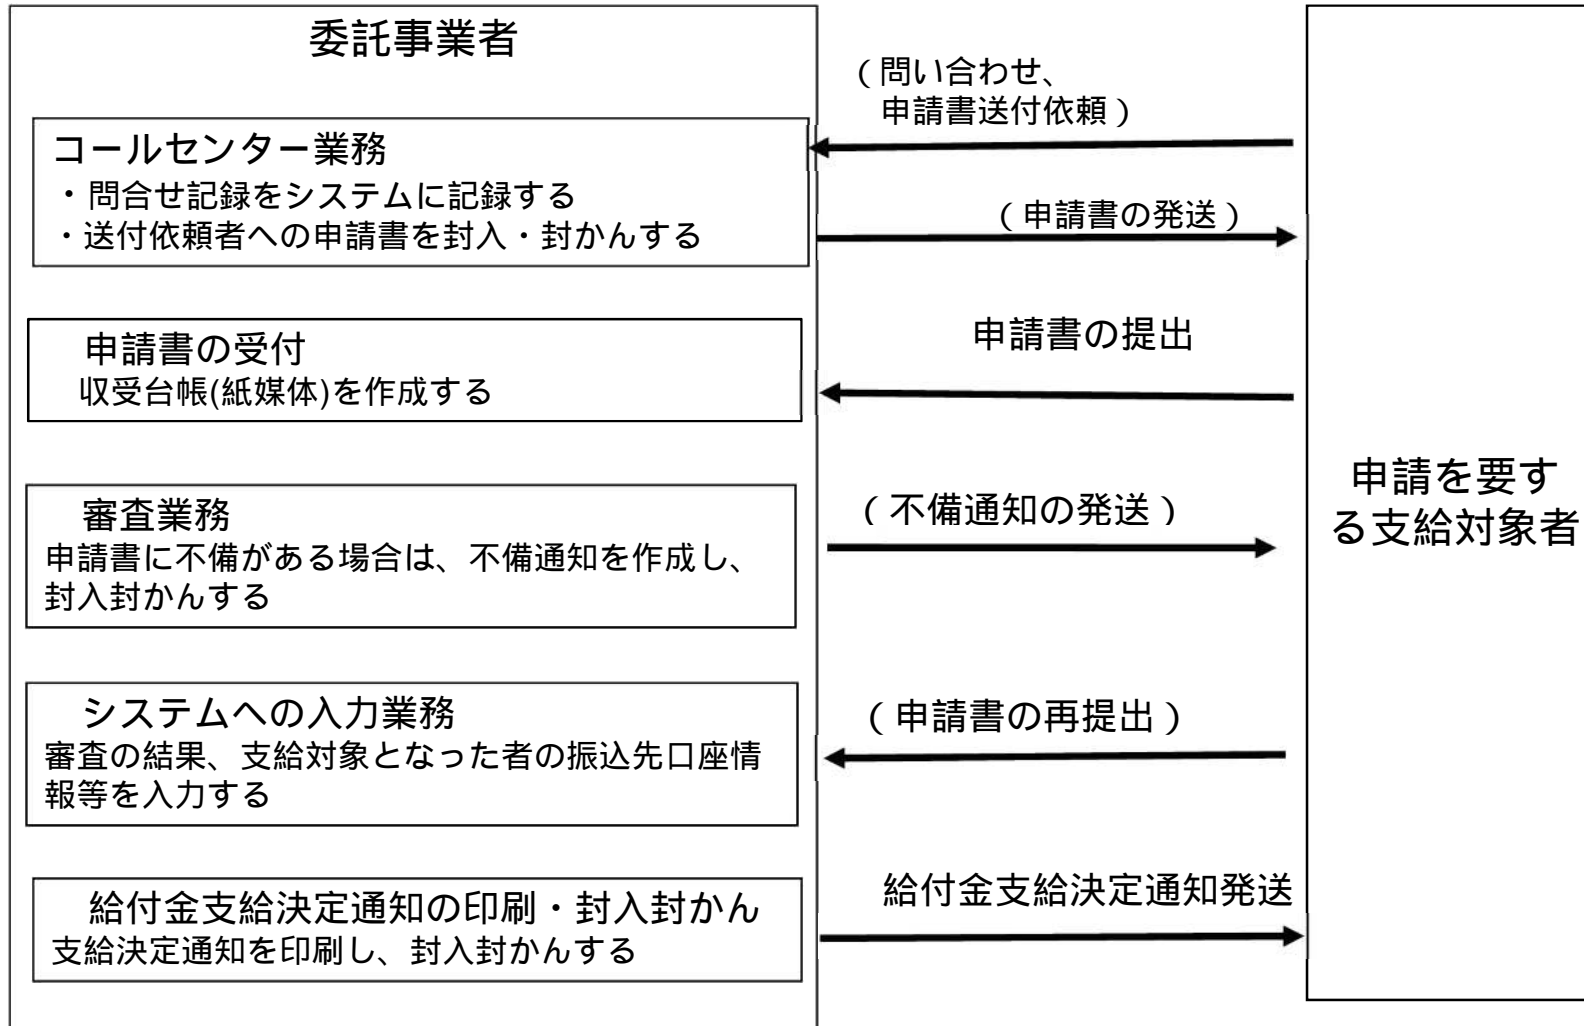 委託事業者
（問い合わせ、
申請書送付依頼）
コールセンター業務
・問合せ記録をシステムに記録する
・送付依頼者への申請書を封入・封かんする
（申請書の発送）
申請書の受付
収受台帳(紙媒体)を作成する
申請書の提出
審査業務
申請書に不備がある場合は、不備通知を作成し、
封入封かんする
（不備通知の発送）
申請を要す
る支給対象者
システムへの入力業務
審査の結果、支給対象となった者の振込先口座情
報等を入力する
（申請書の再提出）
給付金支給決定通知の印刷・封入封かん
支給決定通知を印刷し、封入封かんする
給付金支給決定通知発送